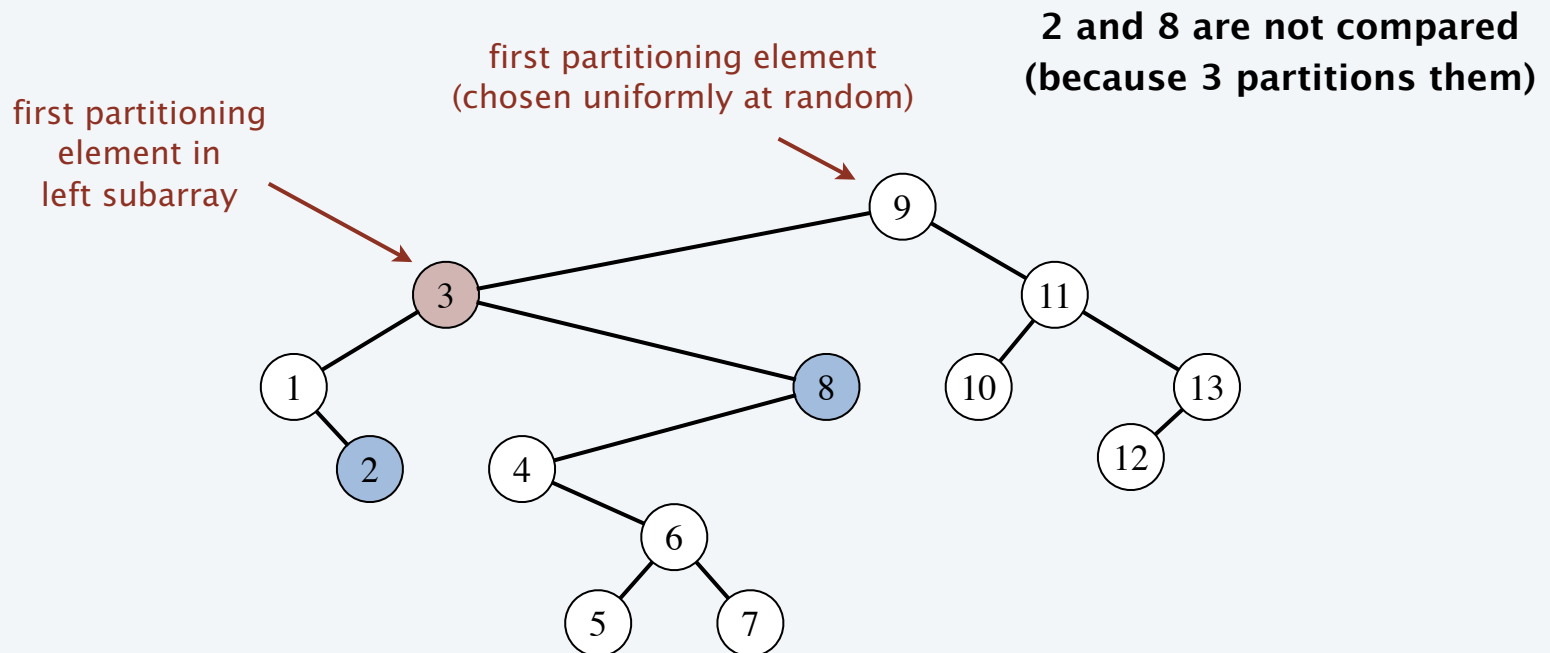 2 and 8 are not compared
(because 3 partitions them)
first partitioning element
(chosen uniformly at random)
first partitioning
element in
left subarray
9
3
11
1
8
10
13
2
4
12
6
5
7